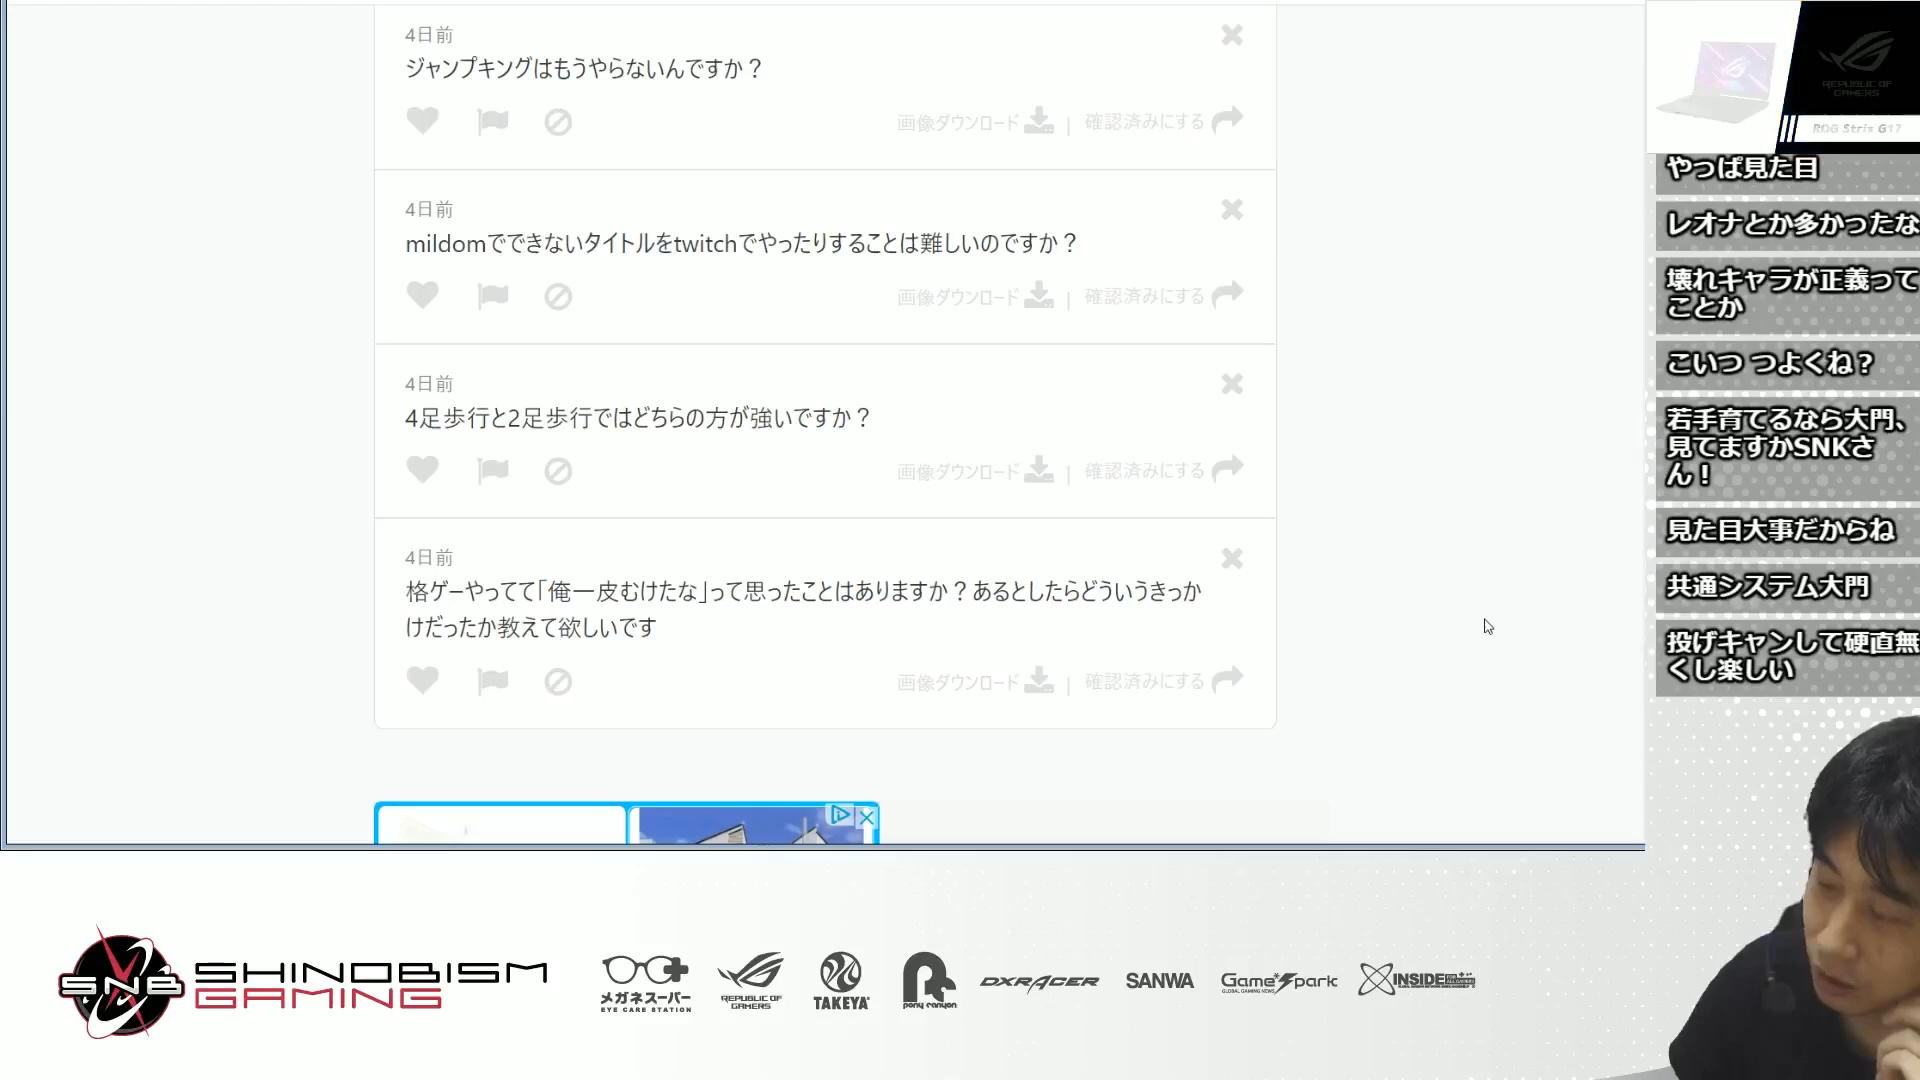 4日前
ジャンプキングはもうやらないんですか？
画像ダウンロード | 確認済みにする
4日前
mildomでできないタイトルをtwitchでやったりすることは難しいのですか？
画像ダウンロード | 確認済みにする
4日前
4足歩行と2足歩行ではどちらの方が強いですか？
画像ダウンロード | 確認済みにする
4日前
格ゲーやってて「俺一皮むけたな」って思ったことはありますか？あるとしたらどういうきっか
けだったか教えて欲しいです
画像ダウンロード | 確認済みにする
REPUBLIC OF
GAMERS
ROG Strix G17
やっぱ見た目
レオナとか多かったな
壊れキャラが正義って
ことか
こいつ つよくね？
若手育てるなら大門、
見てますかSNKさ
ん！
見た目大事だからね
共通システム大門
投げキャンして硬直無
くし楽しい
SNB
SHINOBISM
GAMING
メガネスーパー
EYE CARE STATION
REPUBLIC OF
GAMERS
TAKEYA
pony canyon
DXRACER
SANWA
Game*Spark
GLOBAL GAMING NEWS
INSIDE